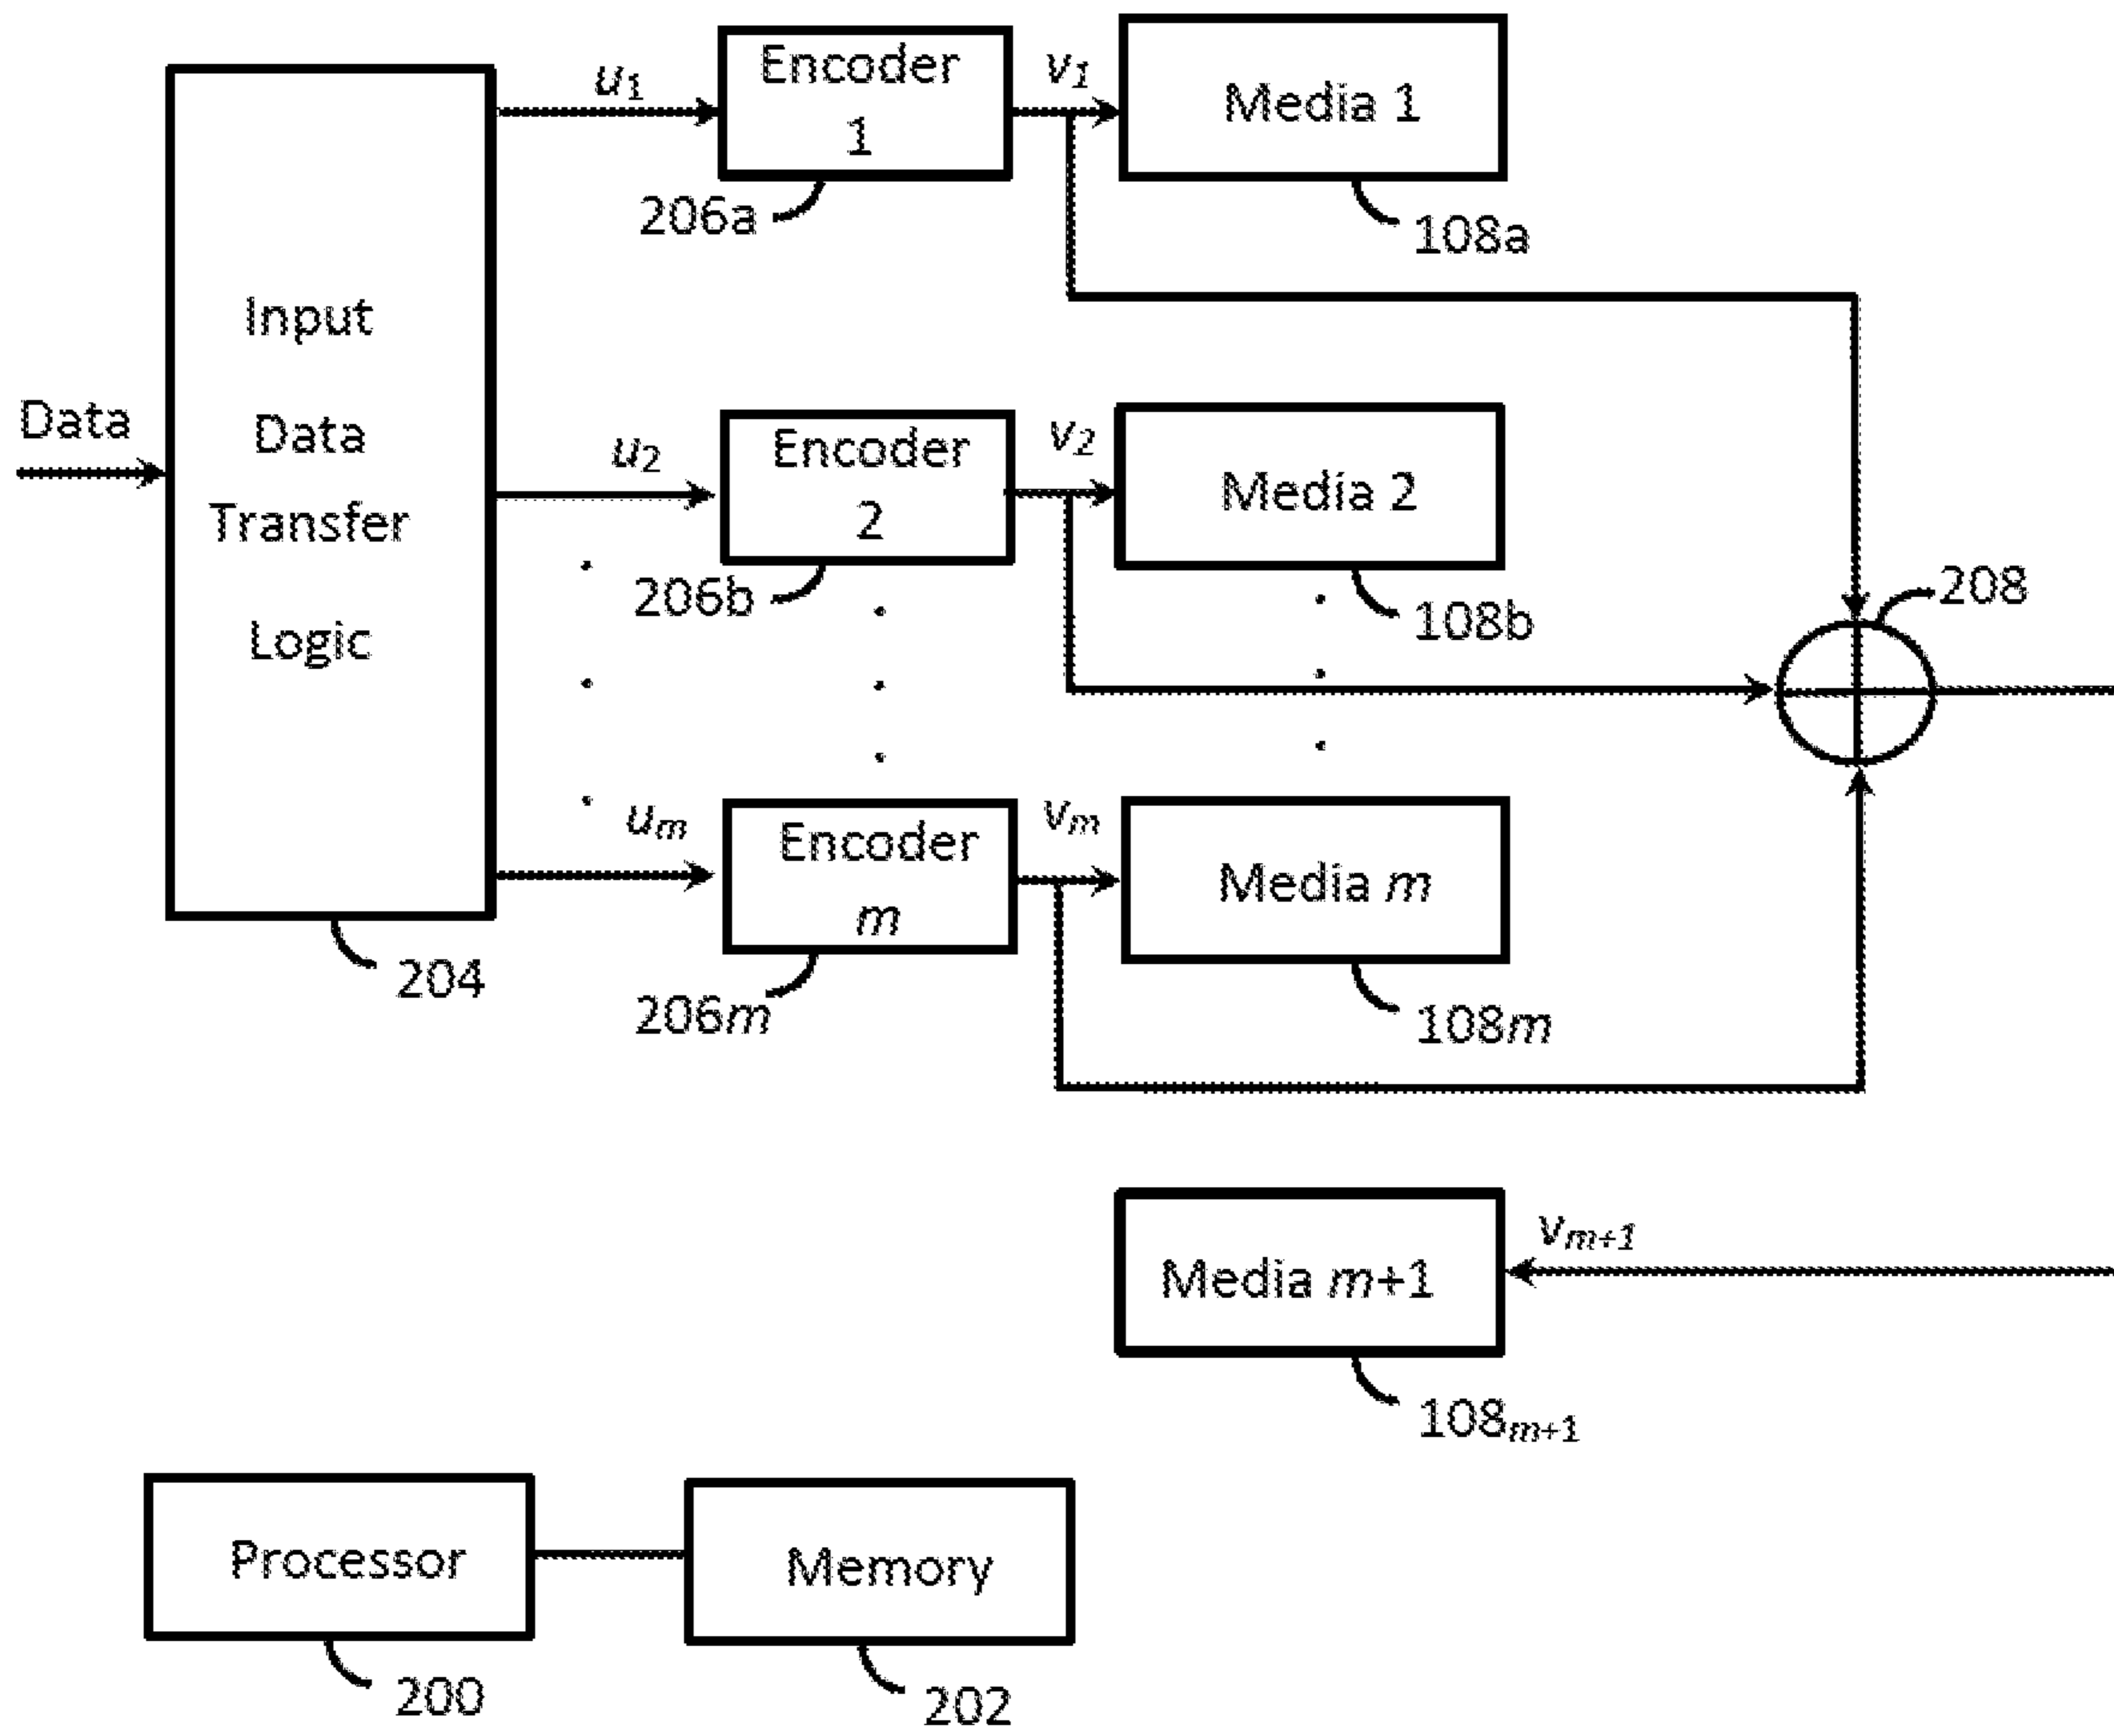 Data
Input
Data
Transfer
Logic
204
u1
Encoder
1
206a
v1
Media 1
108a
u2
Encoder
2
206b
v2
Media 2
108b
208
um
Encoder
m
206m
vm
Media m
108m
Media m+1
vm+1
108m+1
Processor
200
Memory
202